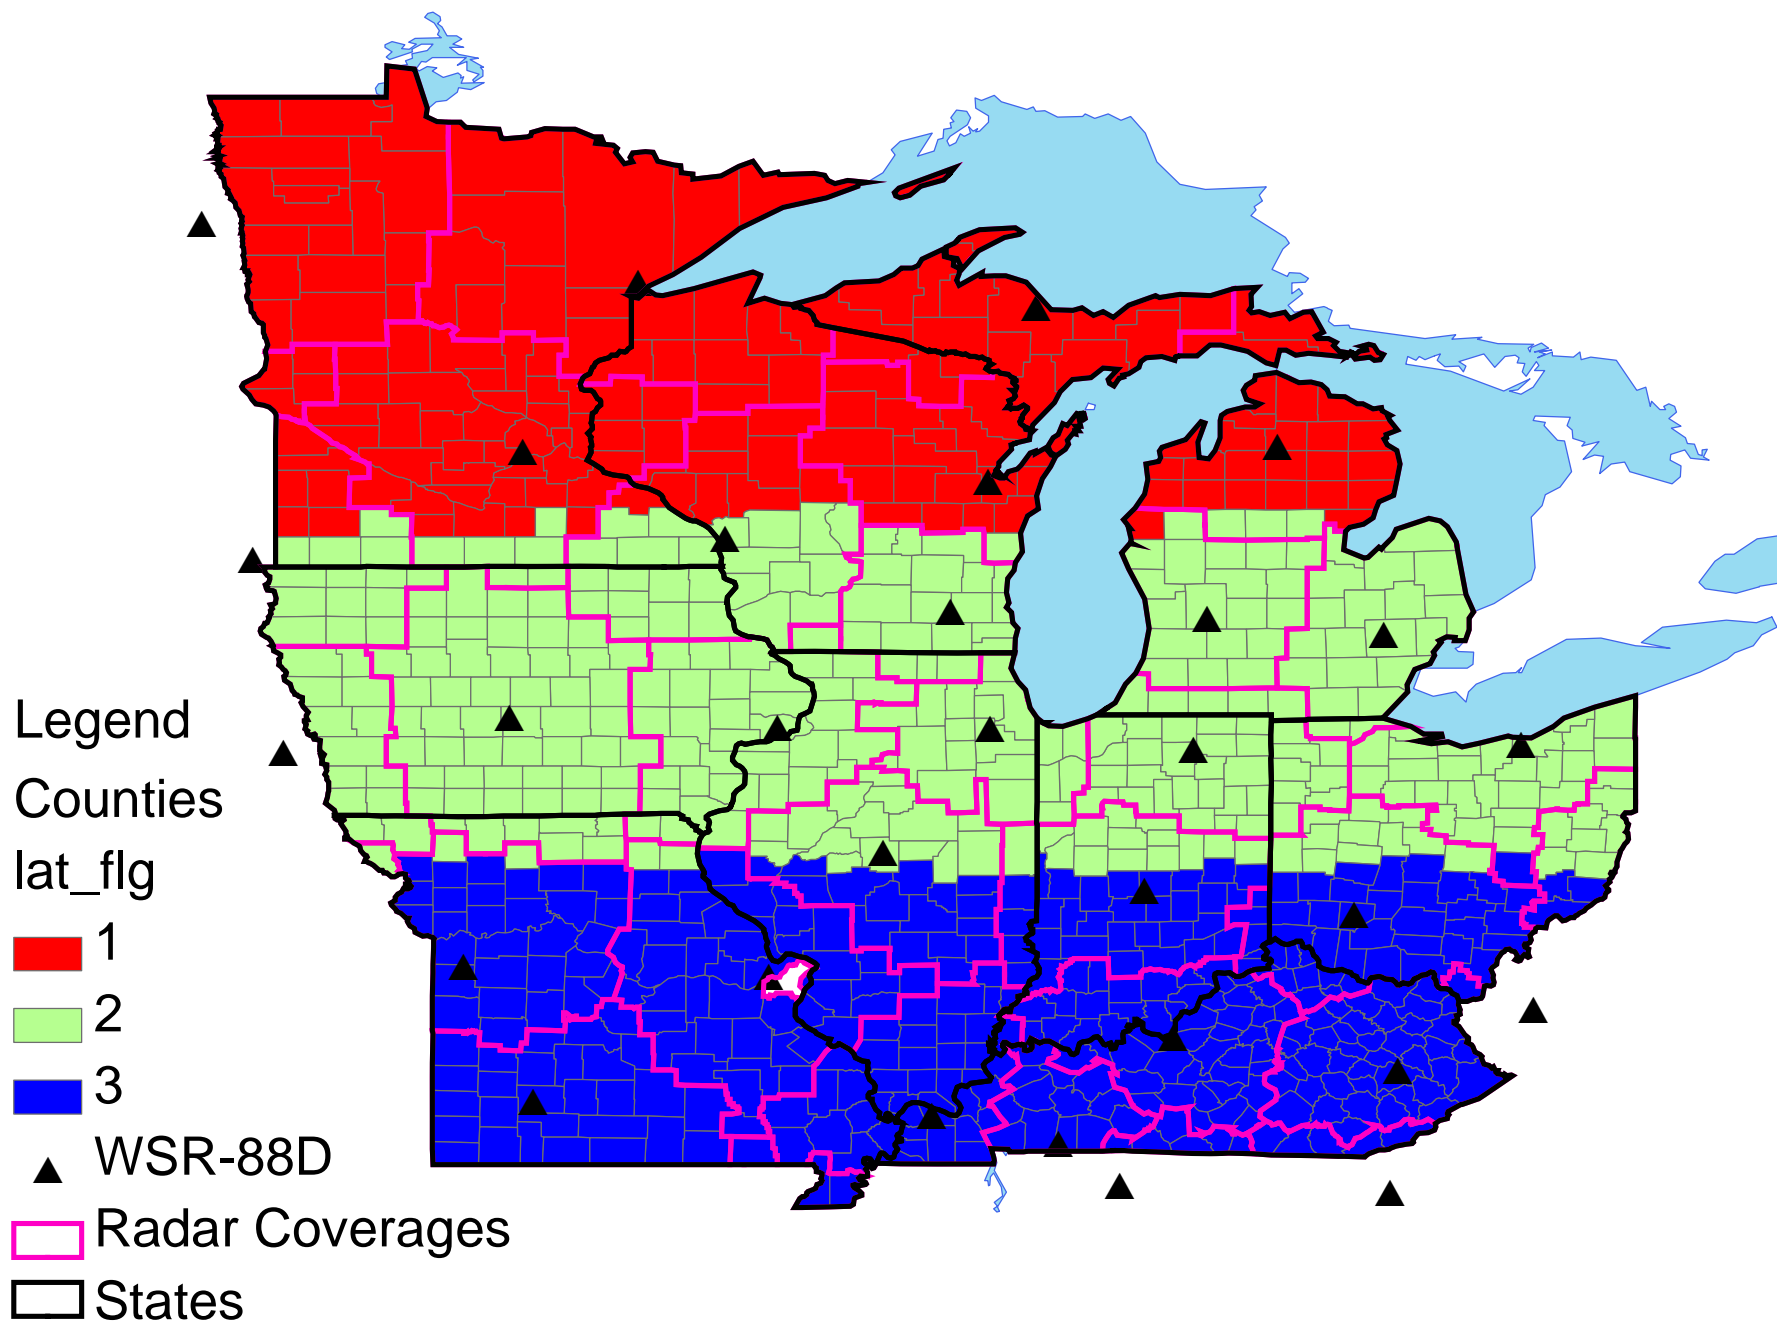 Legend
Counties
lat_flg
1
2
3
WSR-88D
Radar Coverages
States